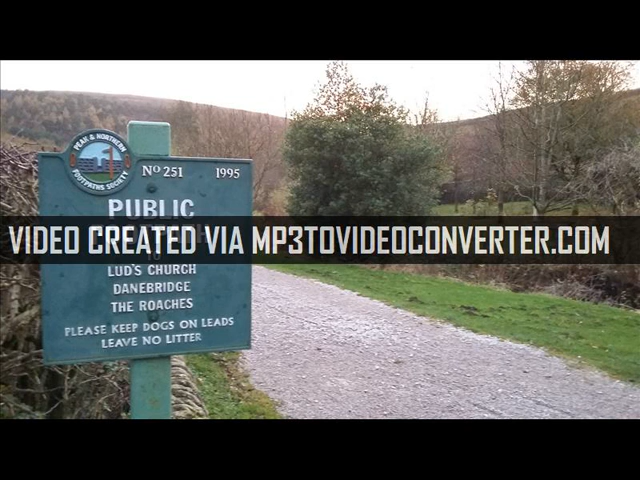 PEAK & NORTHERN
FOOTPATHS SOCIETY
No 251 1995
PUBLIC
VIDEO CREATED VIA MP3TOVIDEOCONVERTER.COM
LUD'S CHURCH
DANEBRIDGE
THE ROACHES
PLEASE KEEP DOGS ON LEADS
LEAVE NO LITTER